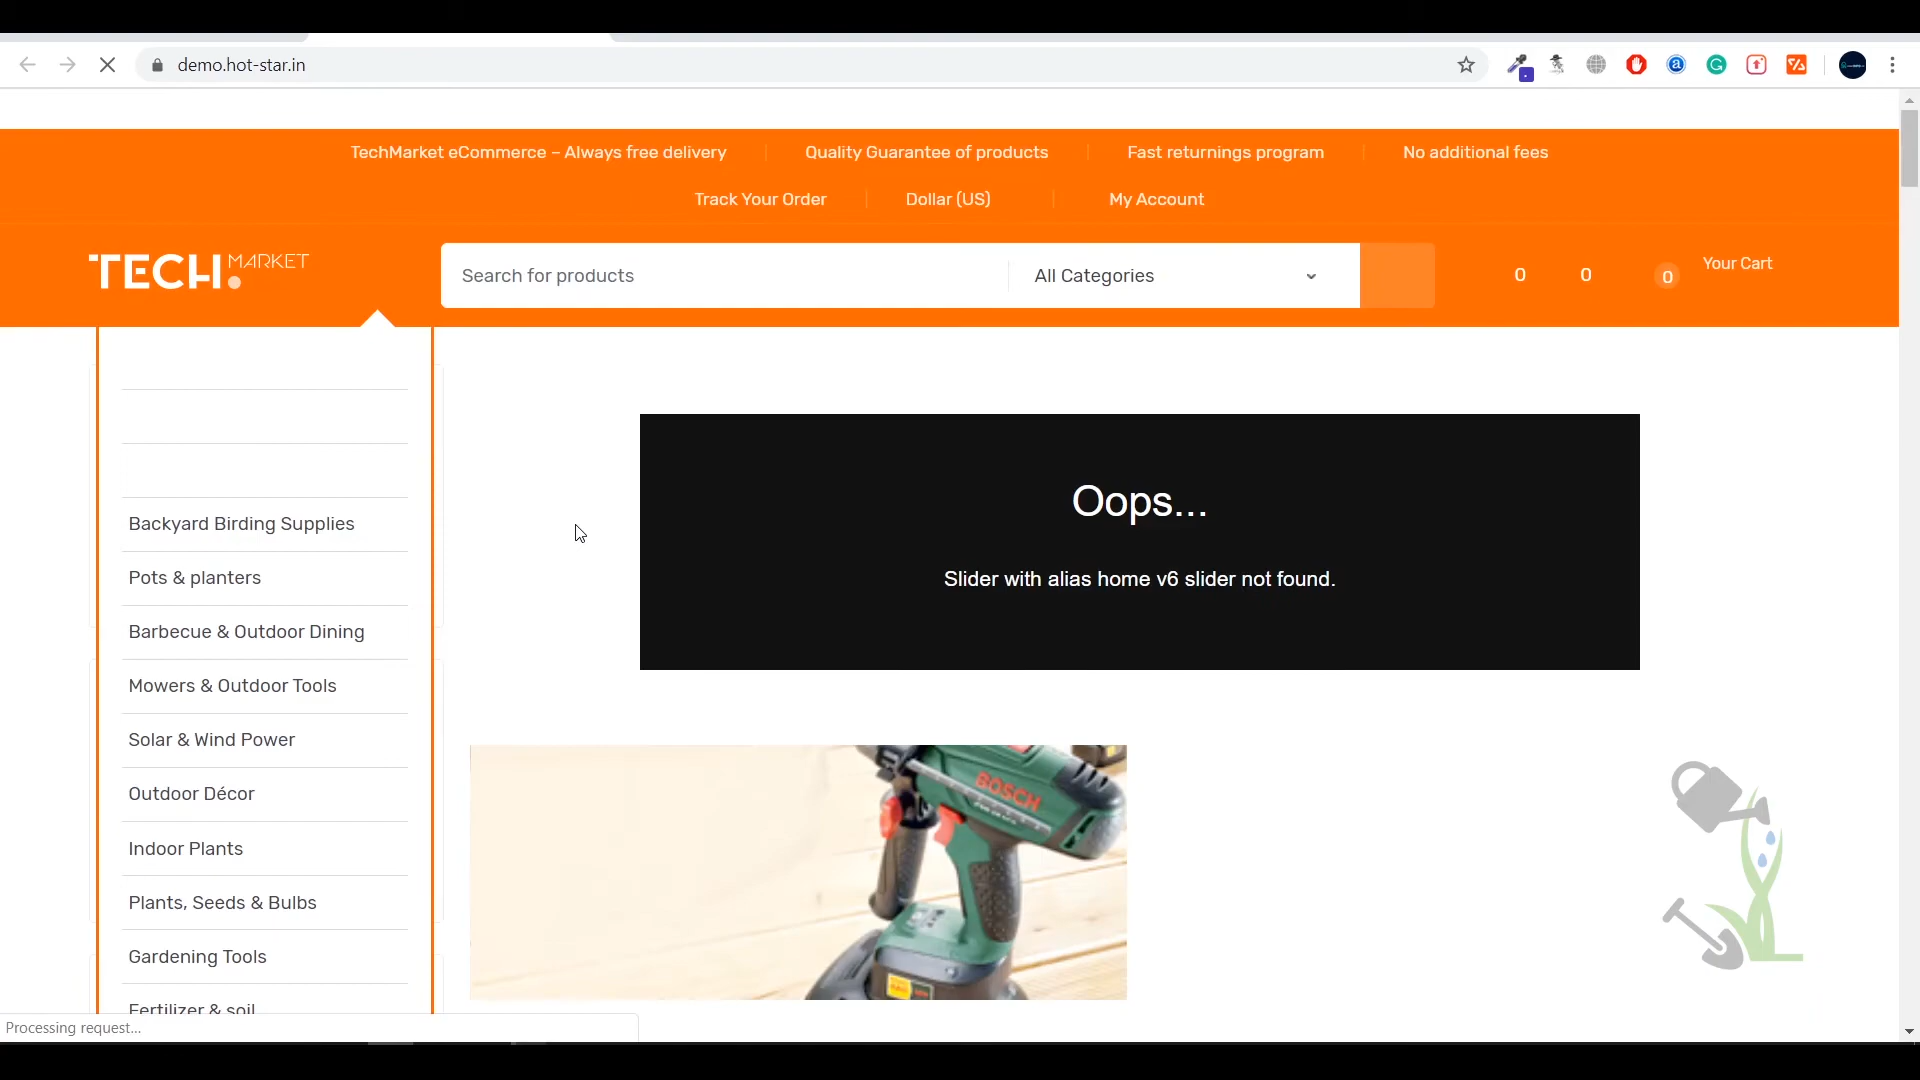 demo.hot-star.in
TechMarket eCommerce – Always free delivery
Quality Guarantee of products
Fast returnings program
No additional fees
Track Your Order
Dollar (US)
My Account
TECH MARKET
Search for products
All Categories
0
0
0
Your Cart
Oops...
Slider with alias home v6 slider not found.
Backyard Birding Supplies
Pots & planters
Barbecue & Outdoor Dining
Mowers & Outdoor Tools
Solar & Wind Power
Outdoor Décor
Indoor Plants
Plants, Seeds & Bulbs
Gardening Tools
Fertilizer & soil
BOSCH
Processing request...